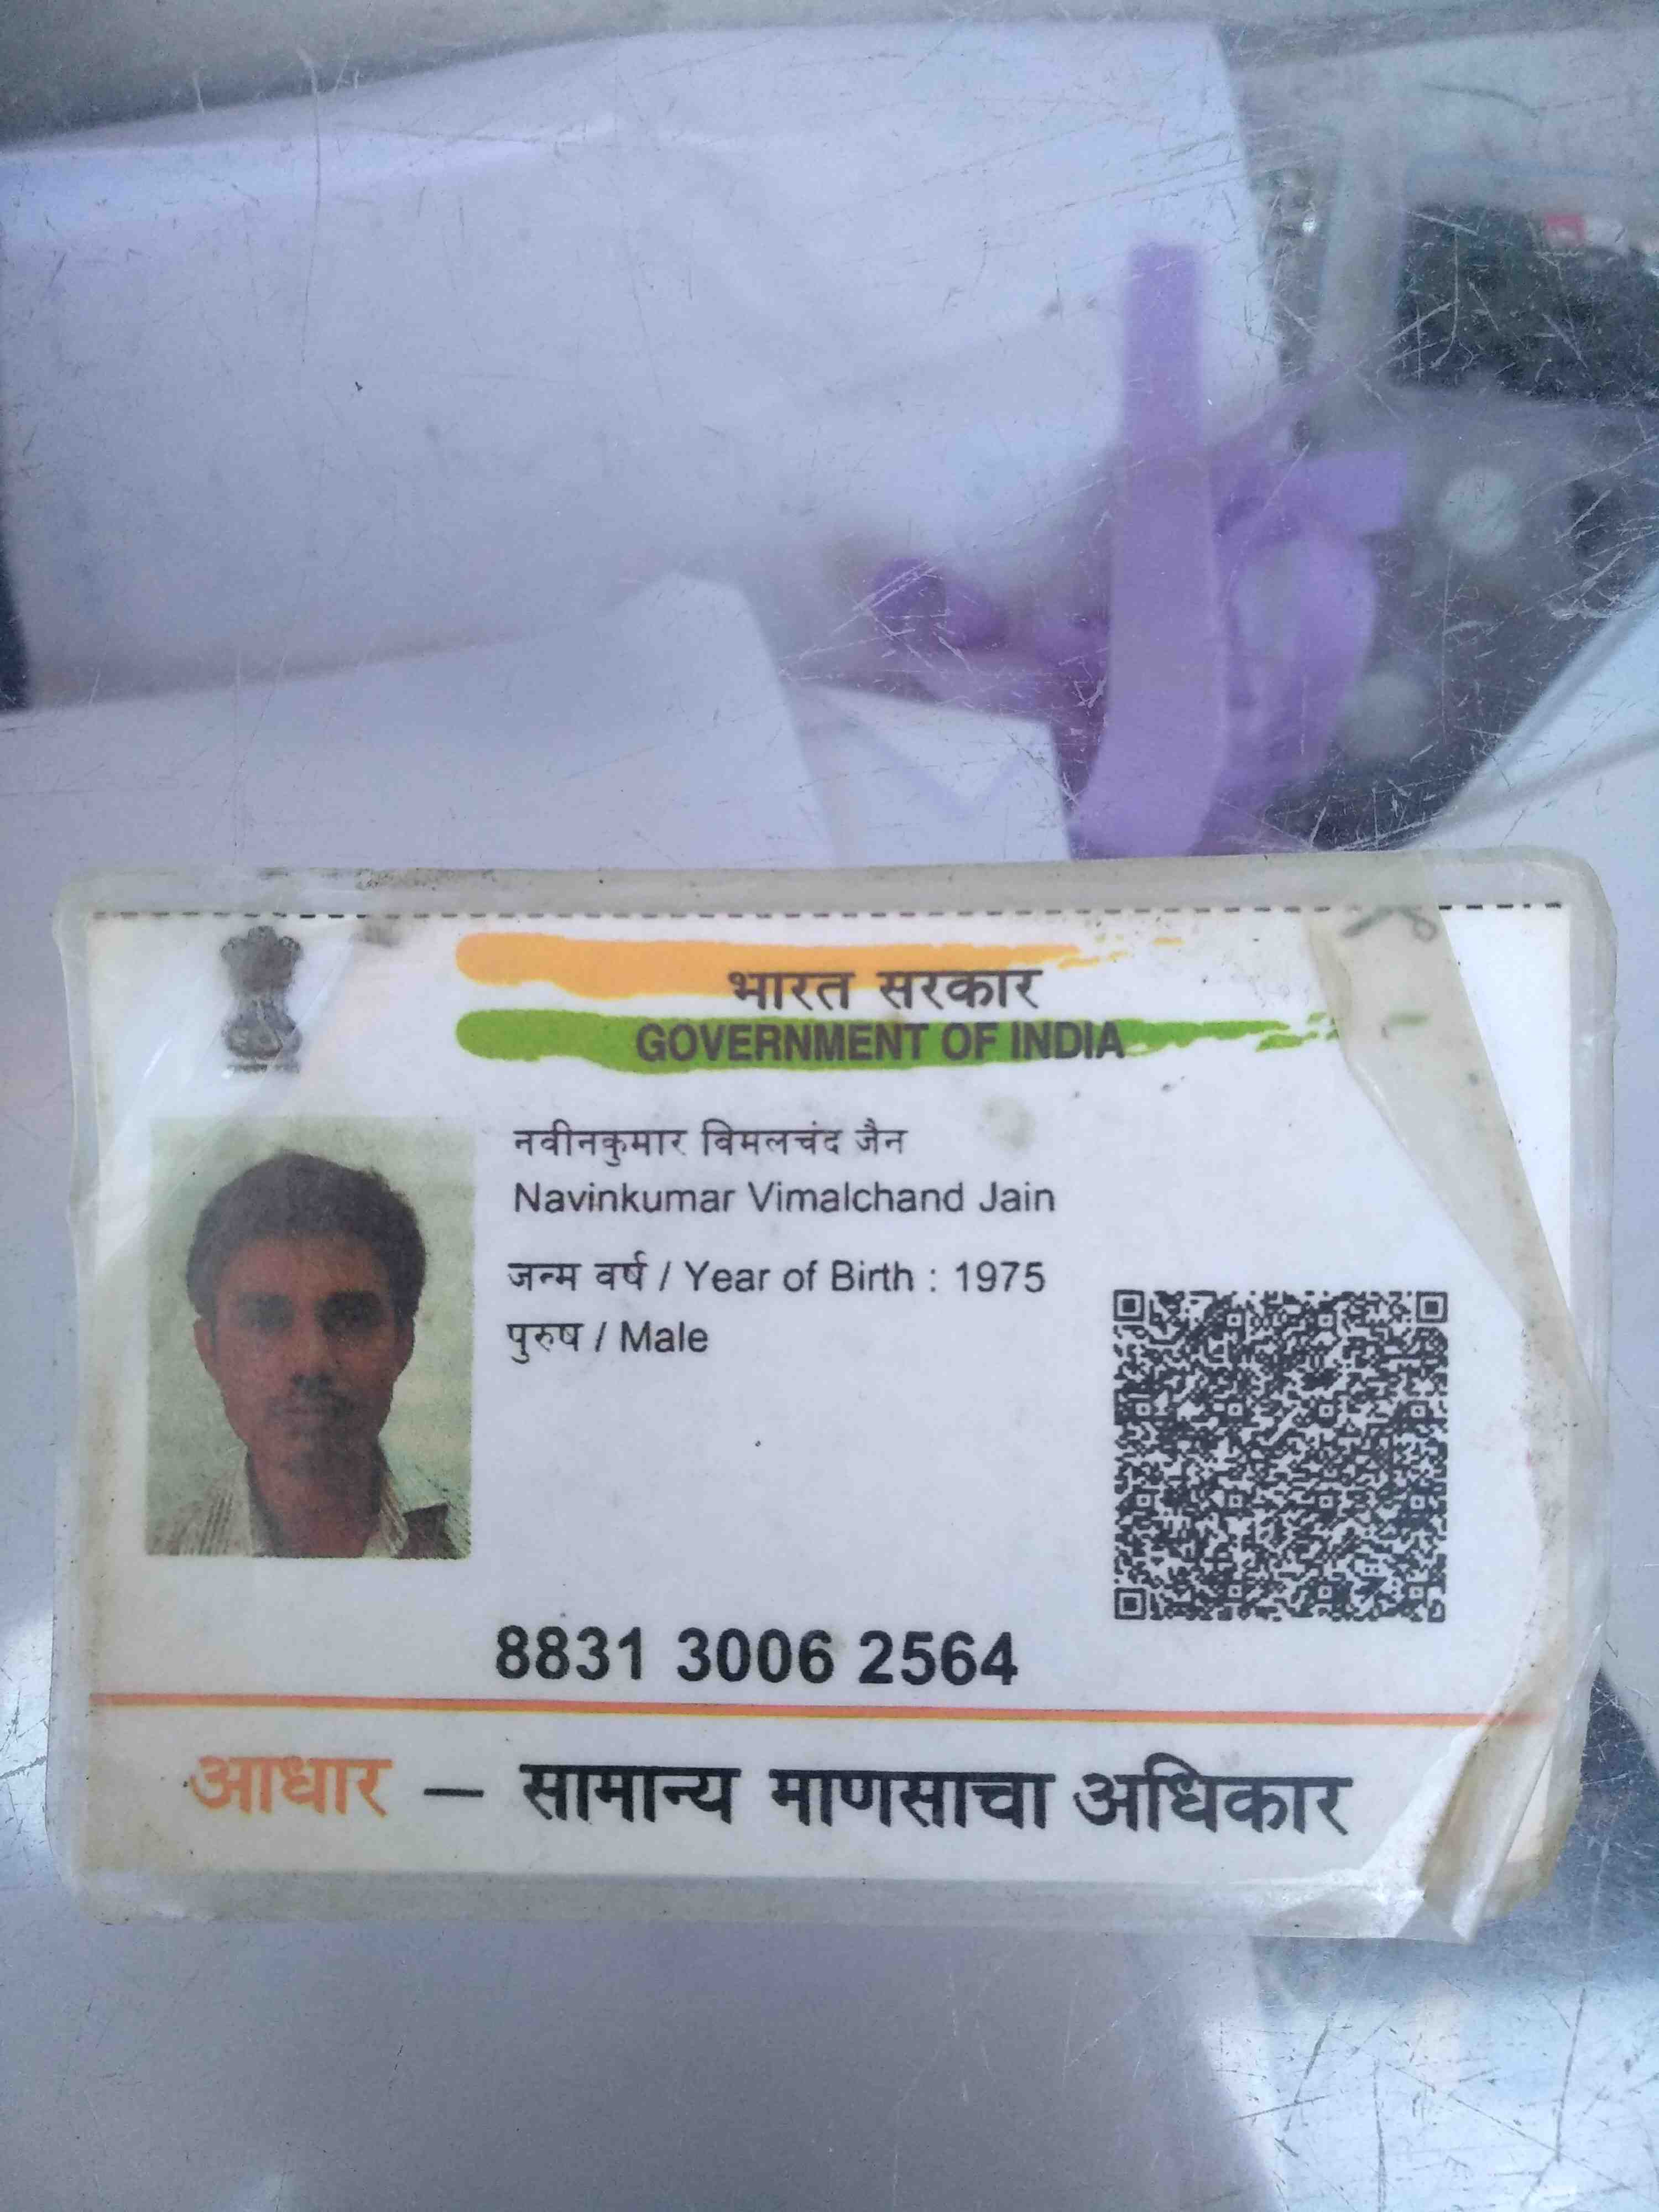 भारत सरकार
GOVERNMENT OF INDIA
नवीनकुमार विमलचंद जैन
Navinkumar Vimalchand Jain
जन्म वर्ष / Year of Birth : 1975
पुरुष / Male
8831 3006 2564
आधार – सामान्य माणसाचा अधिकार